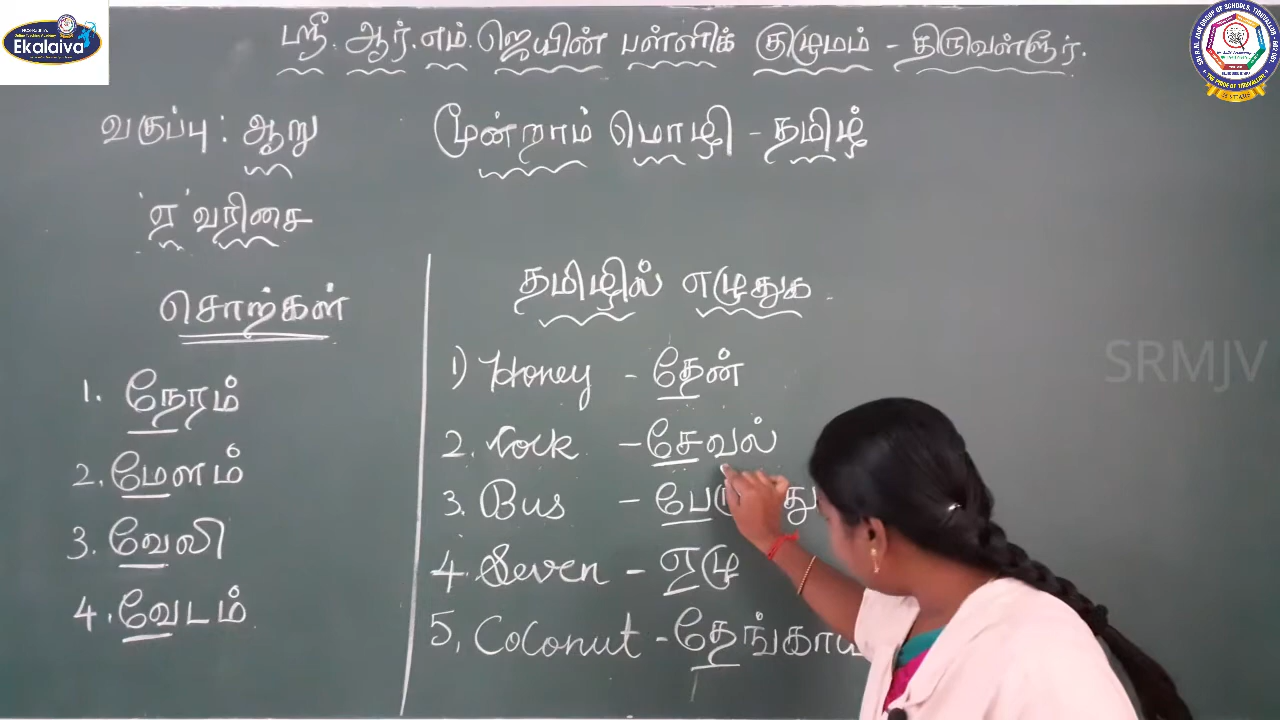 Ekalaiva
ஸ்ரீ. ஆர்.எம்.ஜெயின் பள்ளிக் குழுமம் - திருவள்ளூர்.
வகுப்பு : ஆறு
மூன்றாம் மொழி - தமிழ்
'ஏ' வரிசை
சொற்கள்
1. நேரம்
2. மேளம்
3. வேலி
4. வேடம்
தமிழில் எழுதுக.
1) Honey - தேன்
2. Cock - சேவல்
3. Bus - பேருந்து
4. Seven - ஏழு
5. Coconut - தேங்காய்
SRMJV